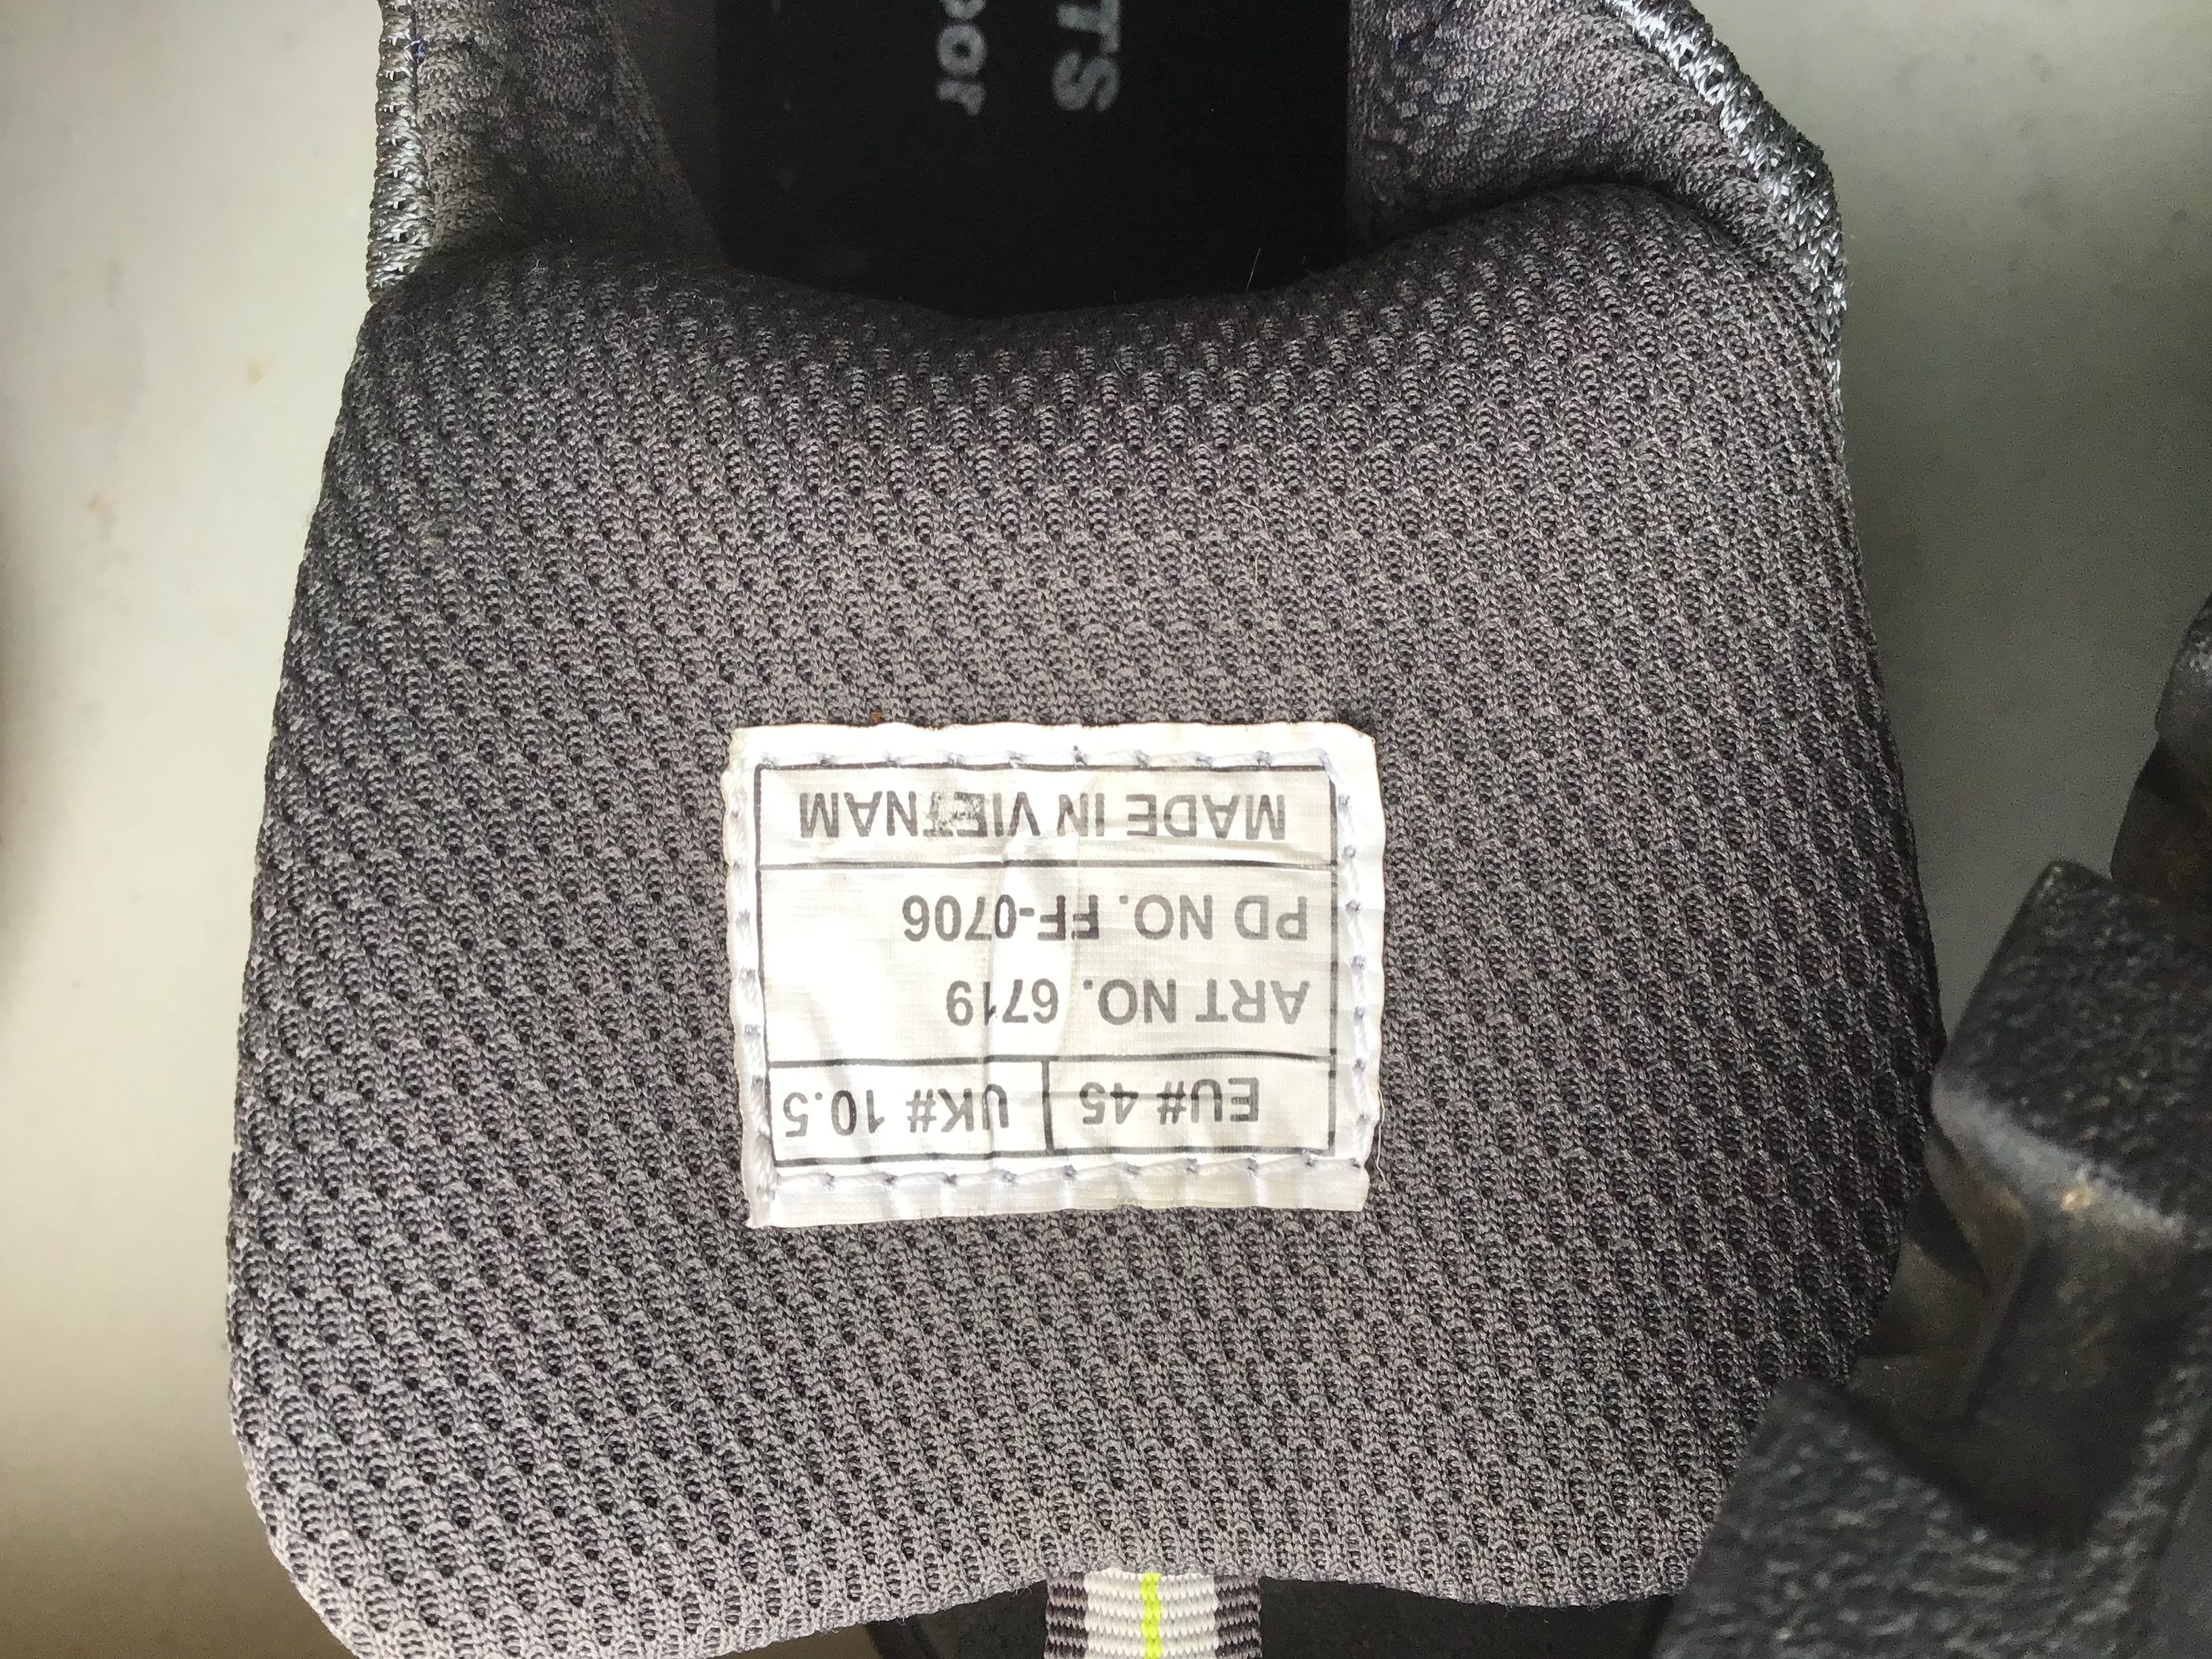 EU# 45 UK# 10.5
ART NO. 6719
PD NO. FF-0706
MADE IN VIETNAM